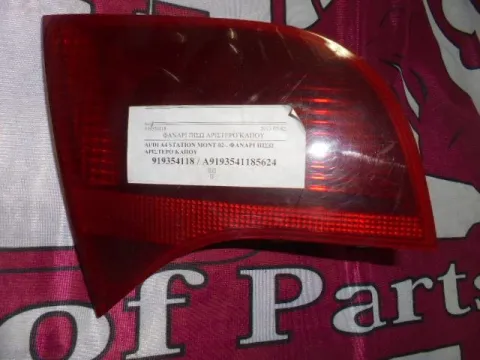 ΦΑΝΑΡΙ ΠΙΣΩ ΑΡΙΣΤΕΡΟ ΚΑΠΟΥ
AUDI A4 STATION MONT 02- ΦΑΝΑΡΙ ΠΙΣΩ
ΑΡΙΣΤΕΡΟ ΚΑΠΟΥ
919354118 / A9193541185624
of Parts